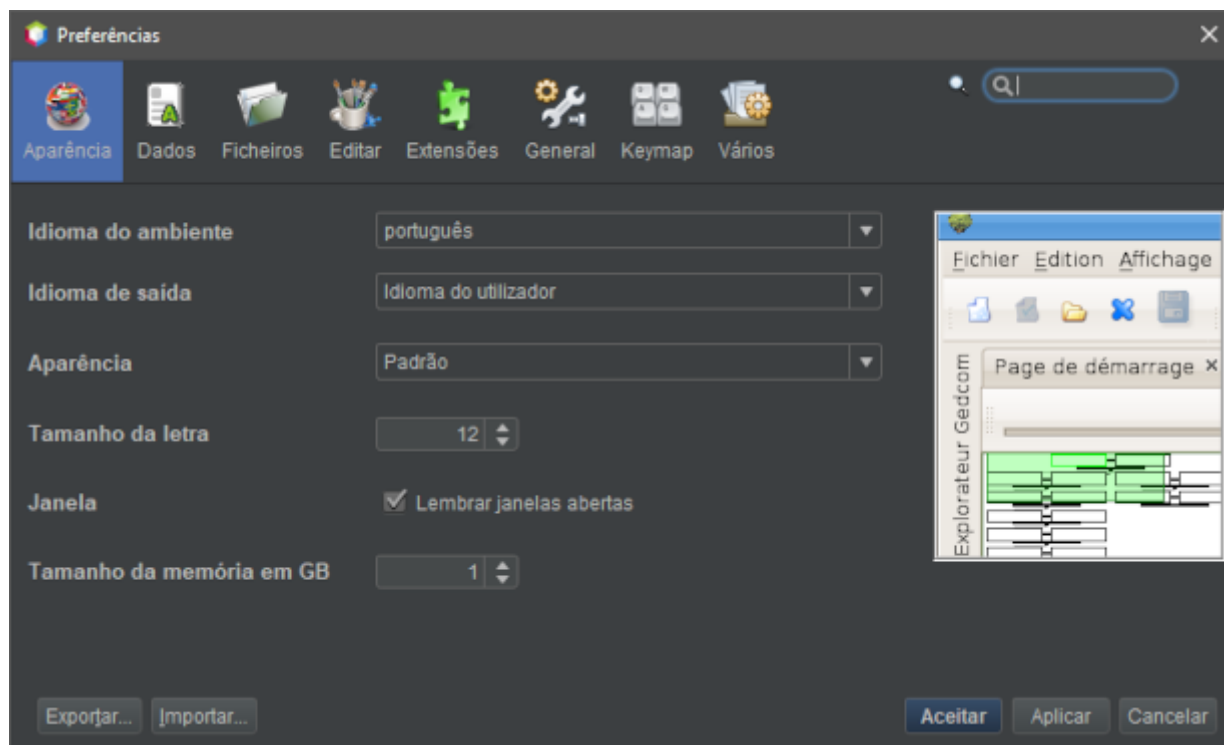 Preferências
Aparência Dados Ficheiros Editar Extensões General Keymap Vários
Idioma do ambiente português
Idioma de saída Idioma do utilizador
Aparência Padrão
Tamanho da letra 12
Janela Lembrar janelas abertas
Tamanho da memória em GB 1
Fichier Edition Affichage
Page de démarrage
Explorateur Gedcom
Exportar... Importar... Aceitar Aplicar Cancelar